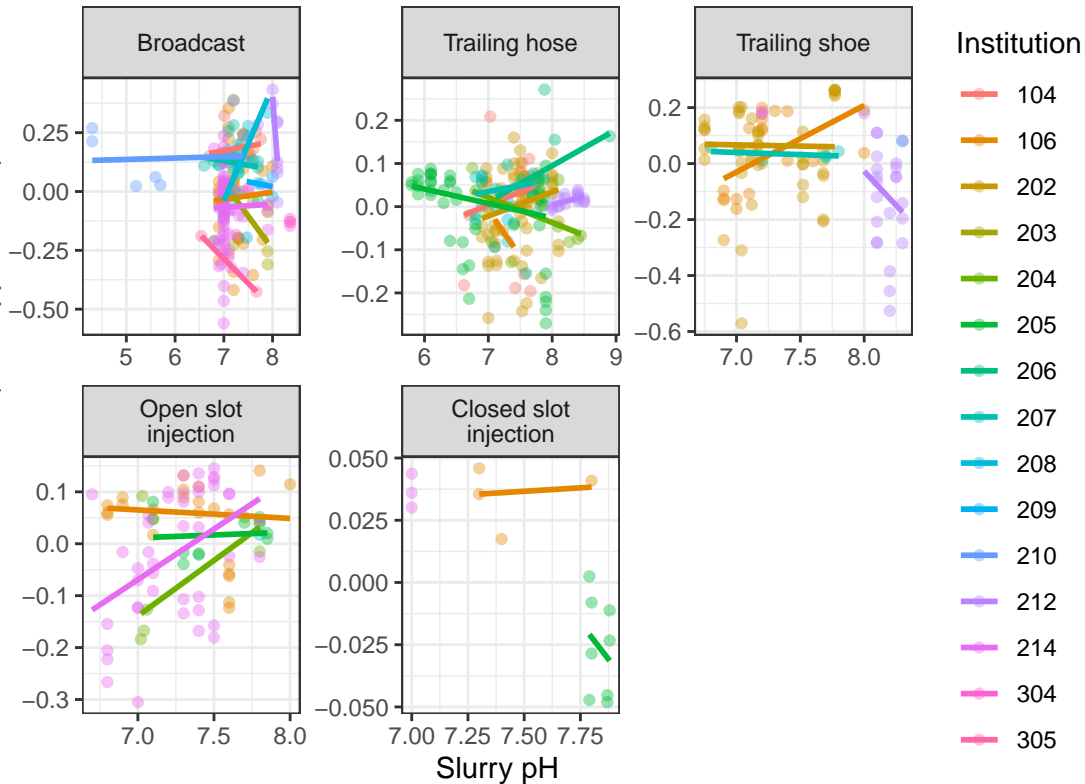 Broadcast
Trailing hose
Trailing shoe
Institution
0.25
0.00
−0.25
−0.50
5 6 7 8
0.2
0.1
0.0
−0.1
−0.2
6 7 8 9
0.2
0.0
−0.2
−0.4
−0.6
7.0 7.5 8.0
104
106
202
203
204
205
206
207
208
209
210
212
214
304
305
Open slot
injection
Closed slot
injection
0.1
0.0
−0.1
−0.2
−0.3
7.0 7.5 8.0
0.050
0.025
0.000
−0.025
−0.050
7.00 7.25 7.50 7.75
Slurry pH